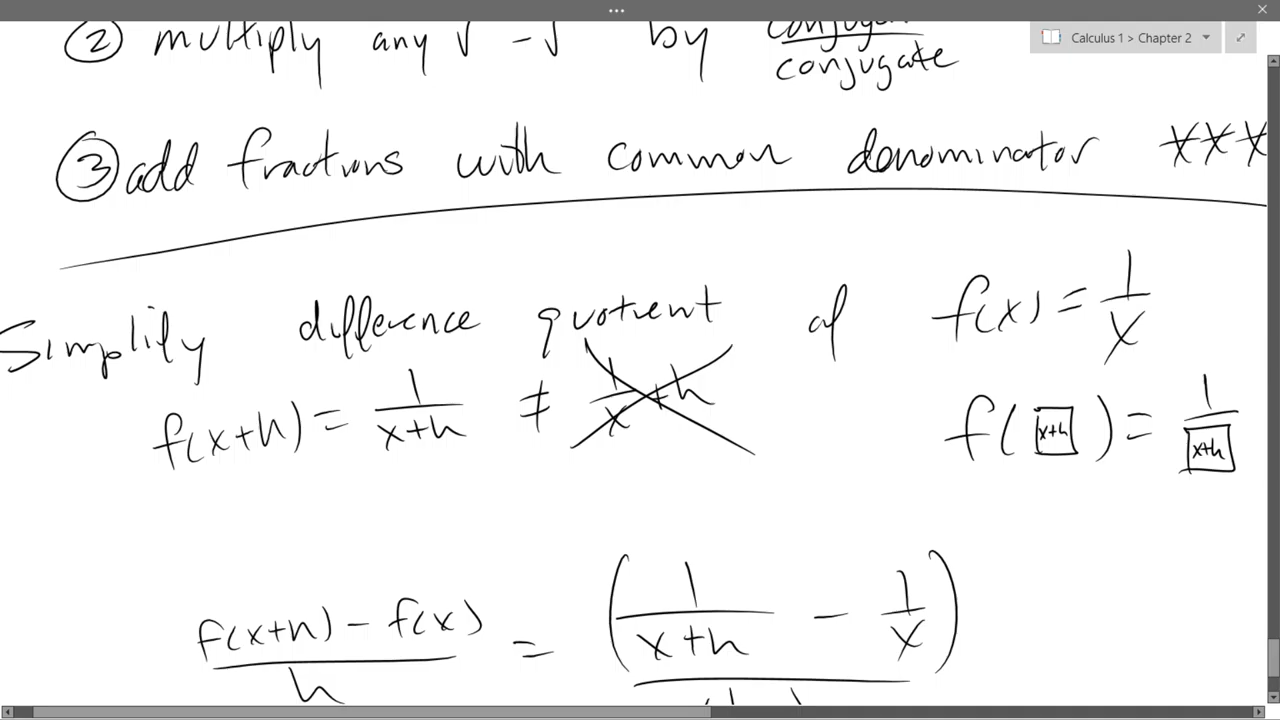 Calculus 1 > Chapter 2
② multiply any √ - √ by conjugate/conjugate
③ add fractions with common denominator ***
Simplify difference quotient of f(x) = 1/x
f(x+h) = 1/(x+h) ≠ 1/x + h
f(x+h) = 1/(x+h)
(f(x+h) - f(x))/h = (1/(x+h) - 1/x)